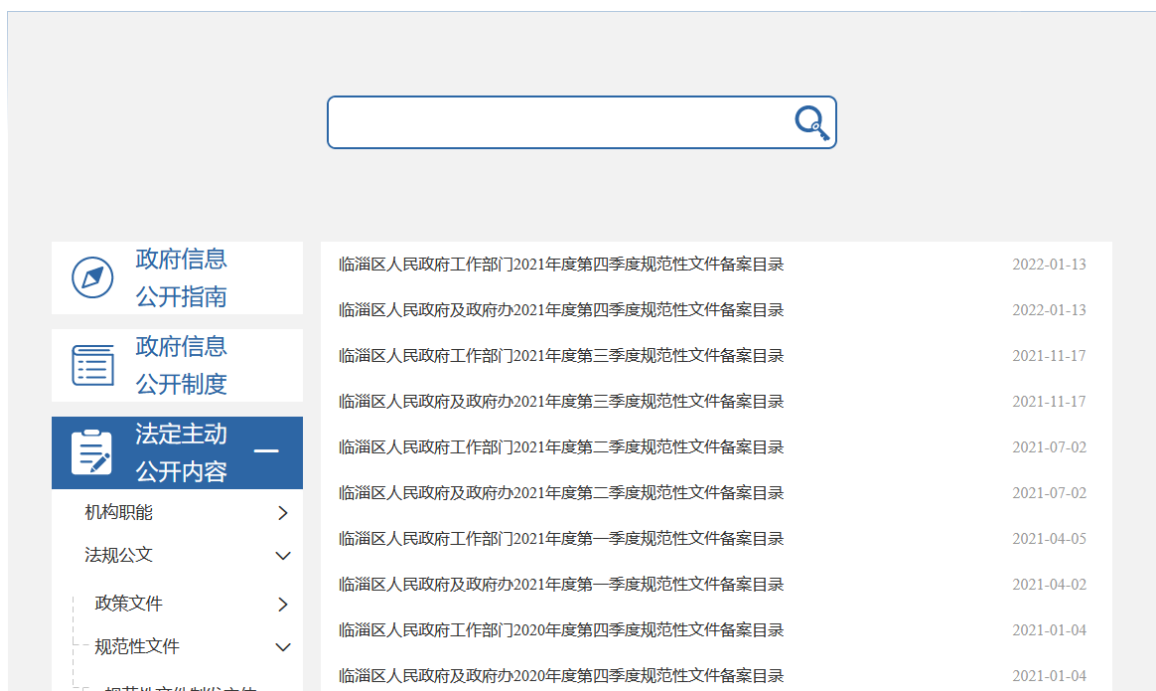 政府信息
公开指南
政府信息
公开制度
法定主动
公开内容
机构职能
法规公文
政策文件
规范性文件
临淄区人民政府工作部门2021年度第四季度规范性文件备案目录 2022-01-13
临淄区人民政府及政府办2021年度第四季度规范性文件备案目录 2022-01-13
临淄区人民政府工作部门2021年度第三季度规范性文件备案目录 2021-11-17
临淄区人民政府及政府办2021年度第三季度规范性文件备案目录 2021-11-17
临淄区人民政府工作部门2021年度第二季度规范性文件备案目录 2021-07-02
临淄区人民政府及政府办2021年度第二季度规范性文件备案目录 2021-07-02
临淄区人民政府工作部门2021年度第一季度规范性文件备案目录 2021-04-05
临淄区人民政府及政府办2021年度第一季度规范性文件备案目录 2021-04-02
临淄区人民政府工作部门2020年度第四季度规范性文件备案目录 2021-01-04
临淄区人民政府及政府办2020年度第四季度规范性文件备案目录 2021-01-04